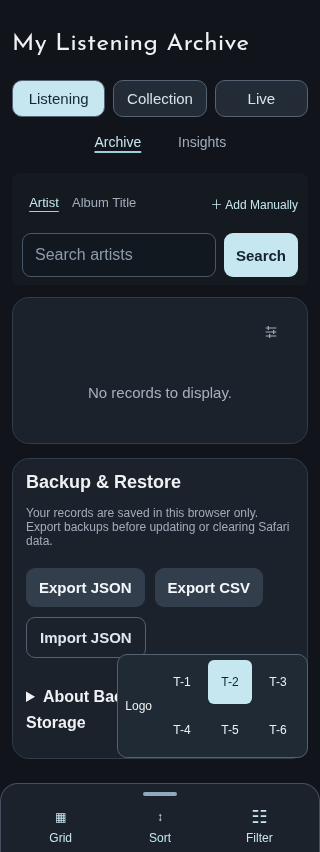 My Listening Archive
Listening Collection Live
Archive Insights
Artist Album Title + Add Manually
Search artists Search
No records to display.
Backup & Restore
Your records are saved in this browser only.
Export backups before updating or clearing Safari
data.
Export JSON Export CSV
Import JSON
About Bac
Storage
Logo
T-1 T-2 T-3
T-4 T-5 T-6
Grid Sort Filter